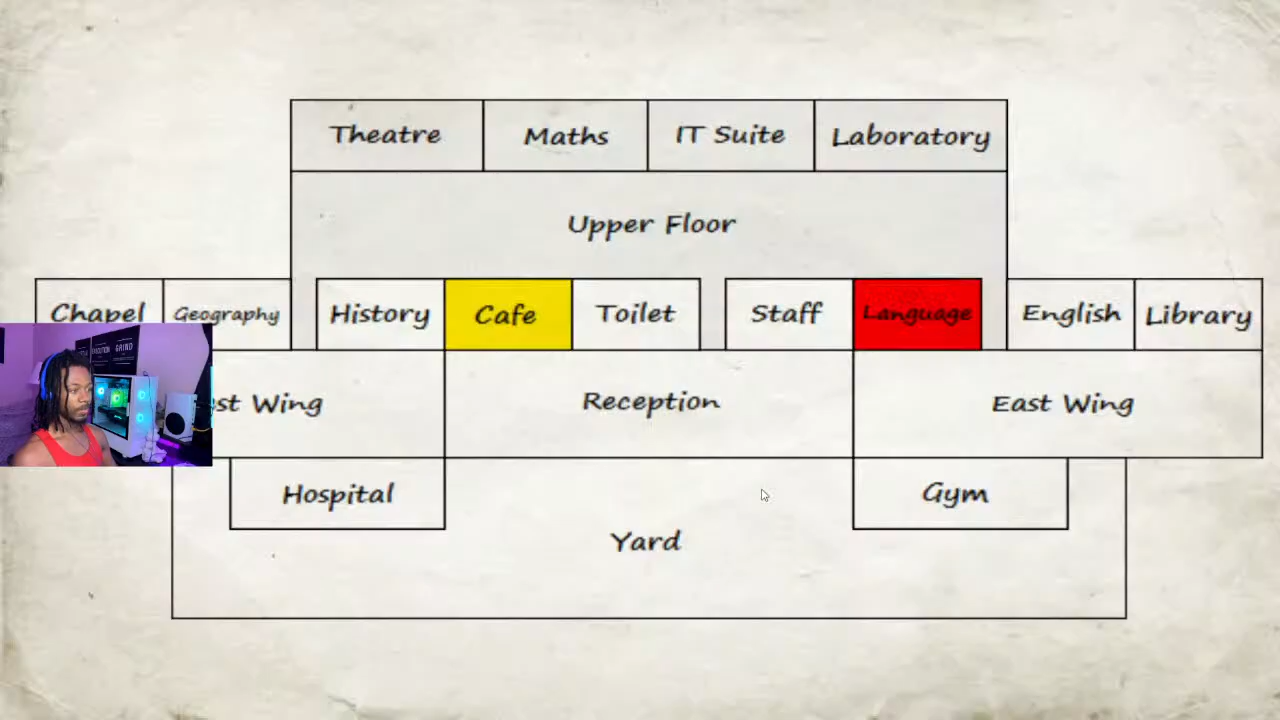 Theatre
Maths
IT Suite
Laboratory
Upper Floor
Chapel
Geography
History
Cafe
Toilet
Staff
Language
English
Library
st Wing
Reception
East Wing
Hospital
Gym
Yard
GRIND